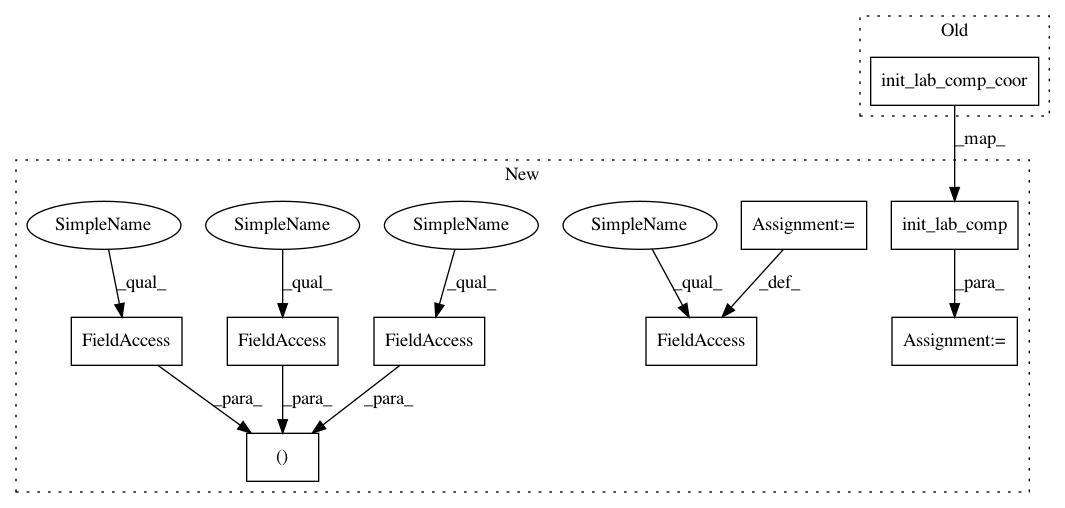 Old
init_lab_comp_coor
_map_
New
SimpleName
SimpleName
SimpleName
SimpleName
Assignment:=
init_lab_comp
_qual_
_qual_
_qual_
_qual_
_def_
_para_
FieldAccess
FieldAccess
FieldAccess
FieldAccess
Assignment:=
_para_
_para_
_para_
()